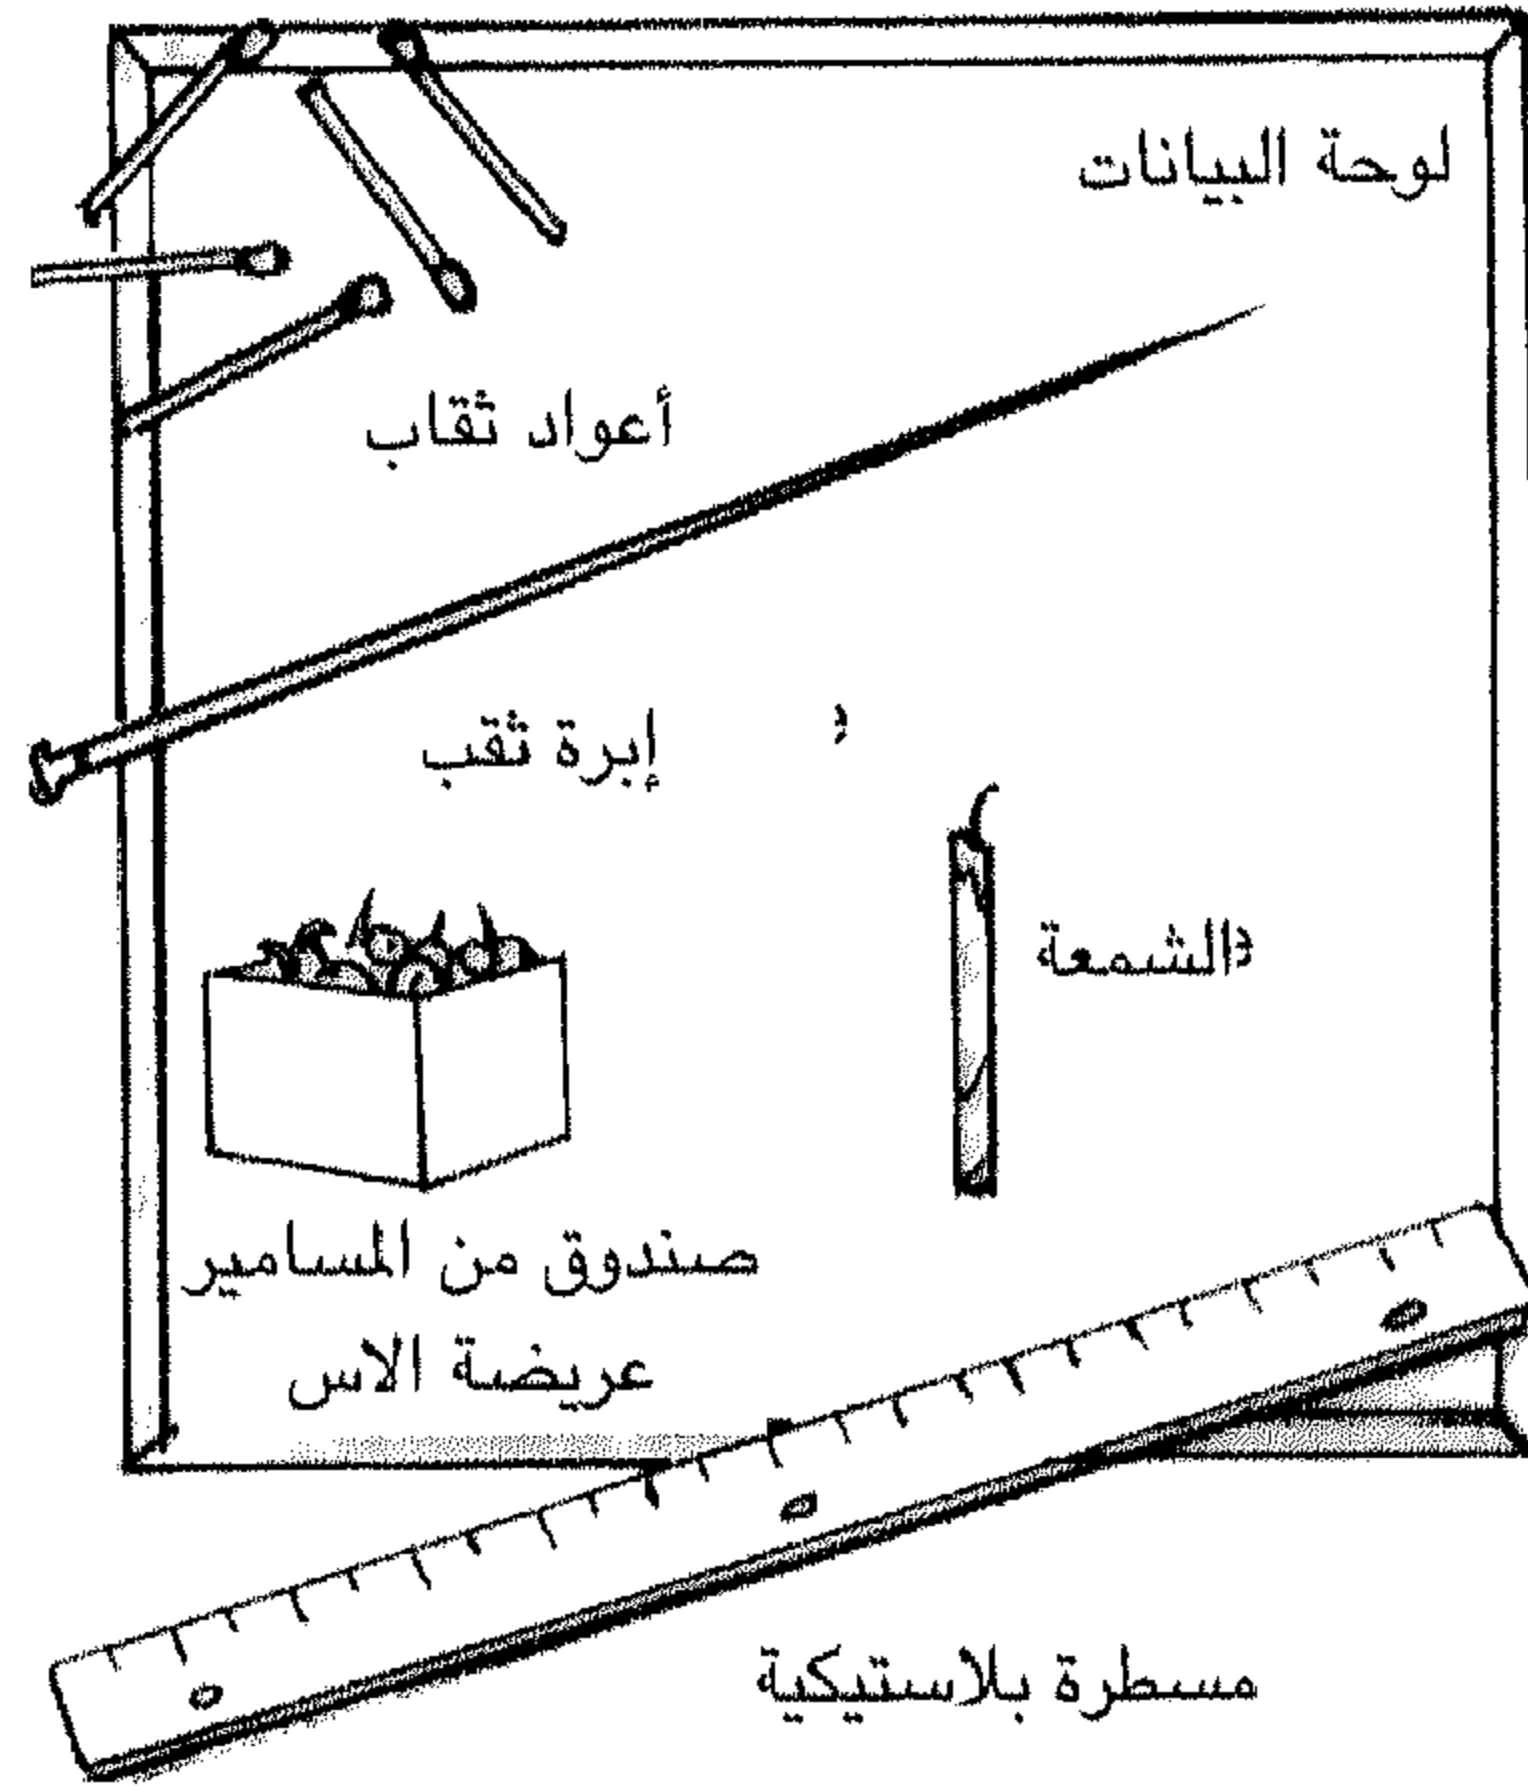 لوحة البيانات
أعواد ثقاب
إبرة ثقب
الشمعة
صندوق من المسامير
عريضة الاس
مسطرة بلاستيكية